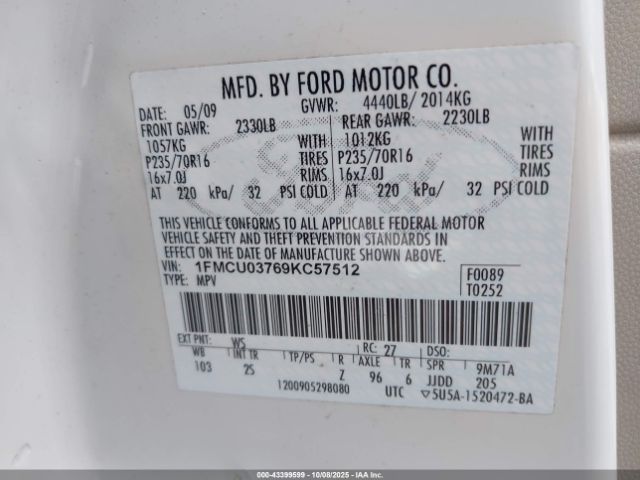 MFD. BY FORD MOTOR CO.
DATE: 05/09 GVWR: 4440LB/ 2014KG
FRONT GAWR: 2330LB REAR GAWR: 2230LB
1057KG 1012KG
P235/70R16 TIRES P235/70R16 TIRES
16x7.0J RIMS 16x7.0J RIMS
AT 220 kPa/ 32 PSI COLD AT 220 kPa/ 32 PSI COLD
THIS VEHICLE CONFORMS TO ALL APPLICABLE FEDERAL MOTOR
VEHICLE SAFETY AND THEFT PREVENTION STANDARDS IN
EFFECT ON THE DATE OF MANUFACTURE SHOWN ABOVE.
VIN: 1FMCU03769KC57512 F0089
TYPE: MPV T0252
EXT PNT: WS RC: 27 DSO:
WB INT TR TP/PS R AXLE TR SPR 9M71A
103 25 Z 96 6 JJDD 205
1200905298080 UTC ▽5U5A-1520472-BA
000-43399599 - 10/08/2025 - IAAI.COM